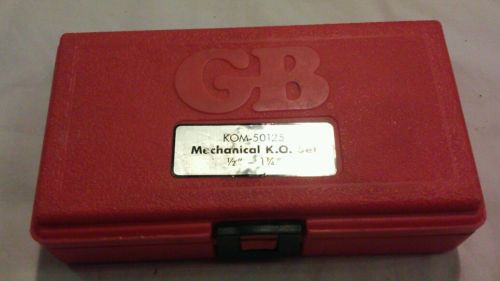 GB
KOM-50125
Mechanical K.O. Set
½" - 1¼"